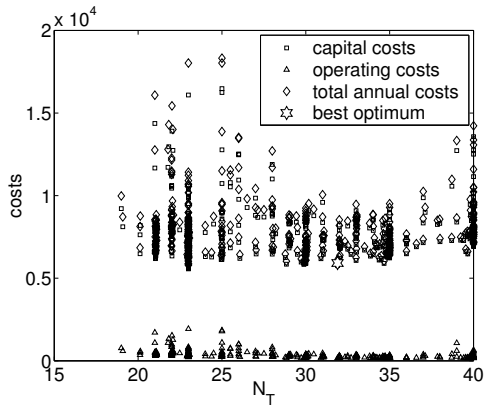 2 x 10⁴
capital costs
operating costs
total annual costs
best optimum
1.5
1
0.5
0
costs
15 20 25 30 35 40
N_T